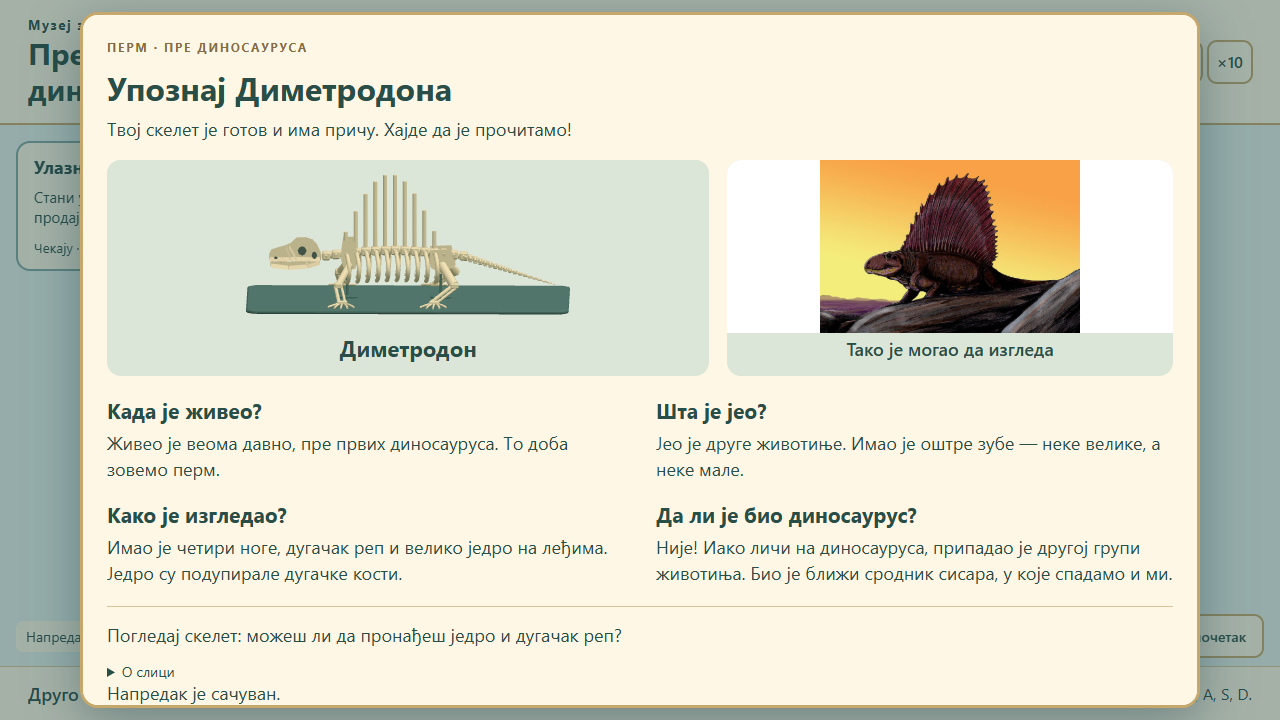 Музеј
Пре
дин
×10
Улазн
Стани
продај
Чекају ·
Напреда
очетак
Друго
A, S, D.
ПЕРМ · ПРЕ ДИНОСАУРУСА
Упознај Диметродона
Твој скелет је готов и има причу. Хајде да је прочитамо!
Диметродон
Тако је могао да изгледа
Када је живео?
Живео је веома давно, пре првих диносауруса. То доба
зовемо перм.
Шта је јео?
Јео је друге животиње. Имао је оштре зубе — неке велике, а
неке мале.
Како је изгледао?
Имао је четири ноге, дугачак реп и велико једро на леђима.
Једро су подупирале дугачке кости.
Да ли је био диносаурус?
Није! Иако личи на диносауруса, припадао је другој групи
животиња. Био је ближи сродник сисара, у које спадамо и ми.
Погледај скелет: можеш ли да пронађеш једро и дугачак реп?
О слици
Напредак је сачуван.